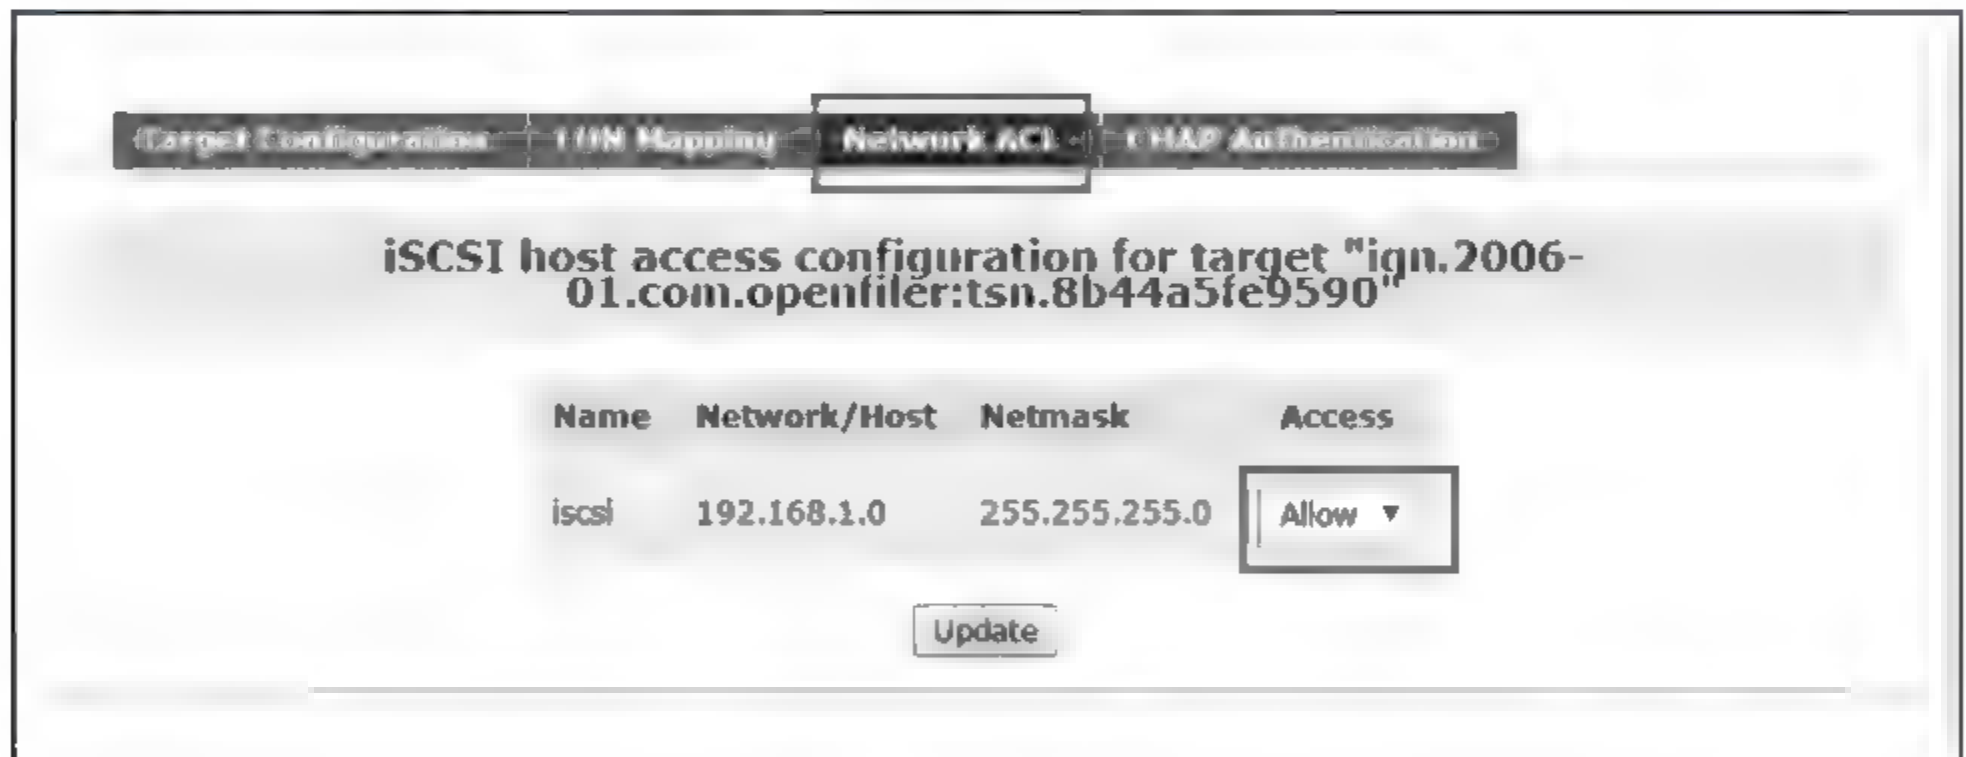 Target Configuration LUN Mapping Network ACL CHAP Authentication
iSCSI host access configuration for target "iqn.2006-
01.com.openfiler:tsn.8b44a5fe9590"
Name Network/Host Netmask Access
iscsi 192.168.1.0 255.255.255.0 Allow
Update